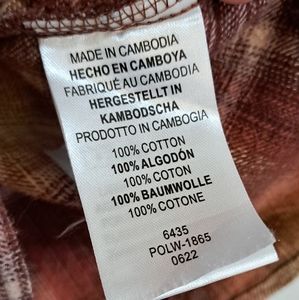 MADE IN CAMBODIA
HECHO EN CAMBOYA
FABRIQUÉ AU CAMBODIA
HERGESTELLT IN
KAMBODSCHA
PRODOTTO IN CAMBOGIA
100% COTTON
100% ALGODÓN
100% COTON
100% BAUMWOLLE
100% COTONE
6435
POLW-1865
0622